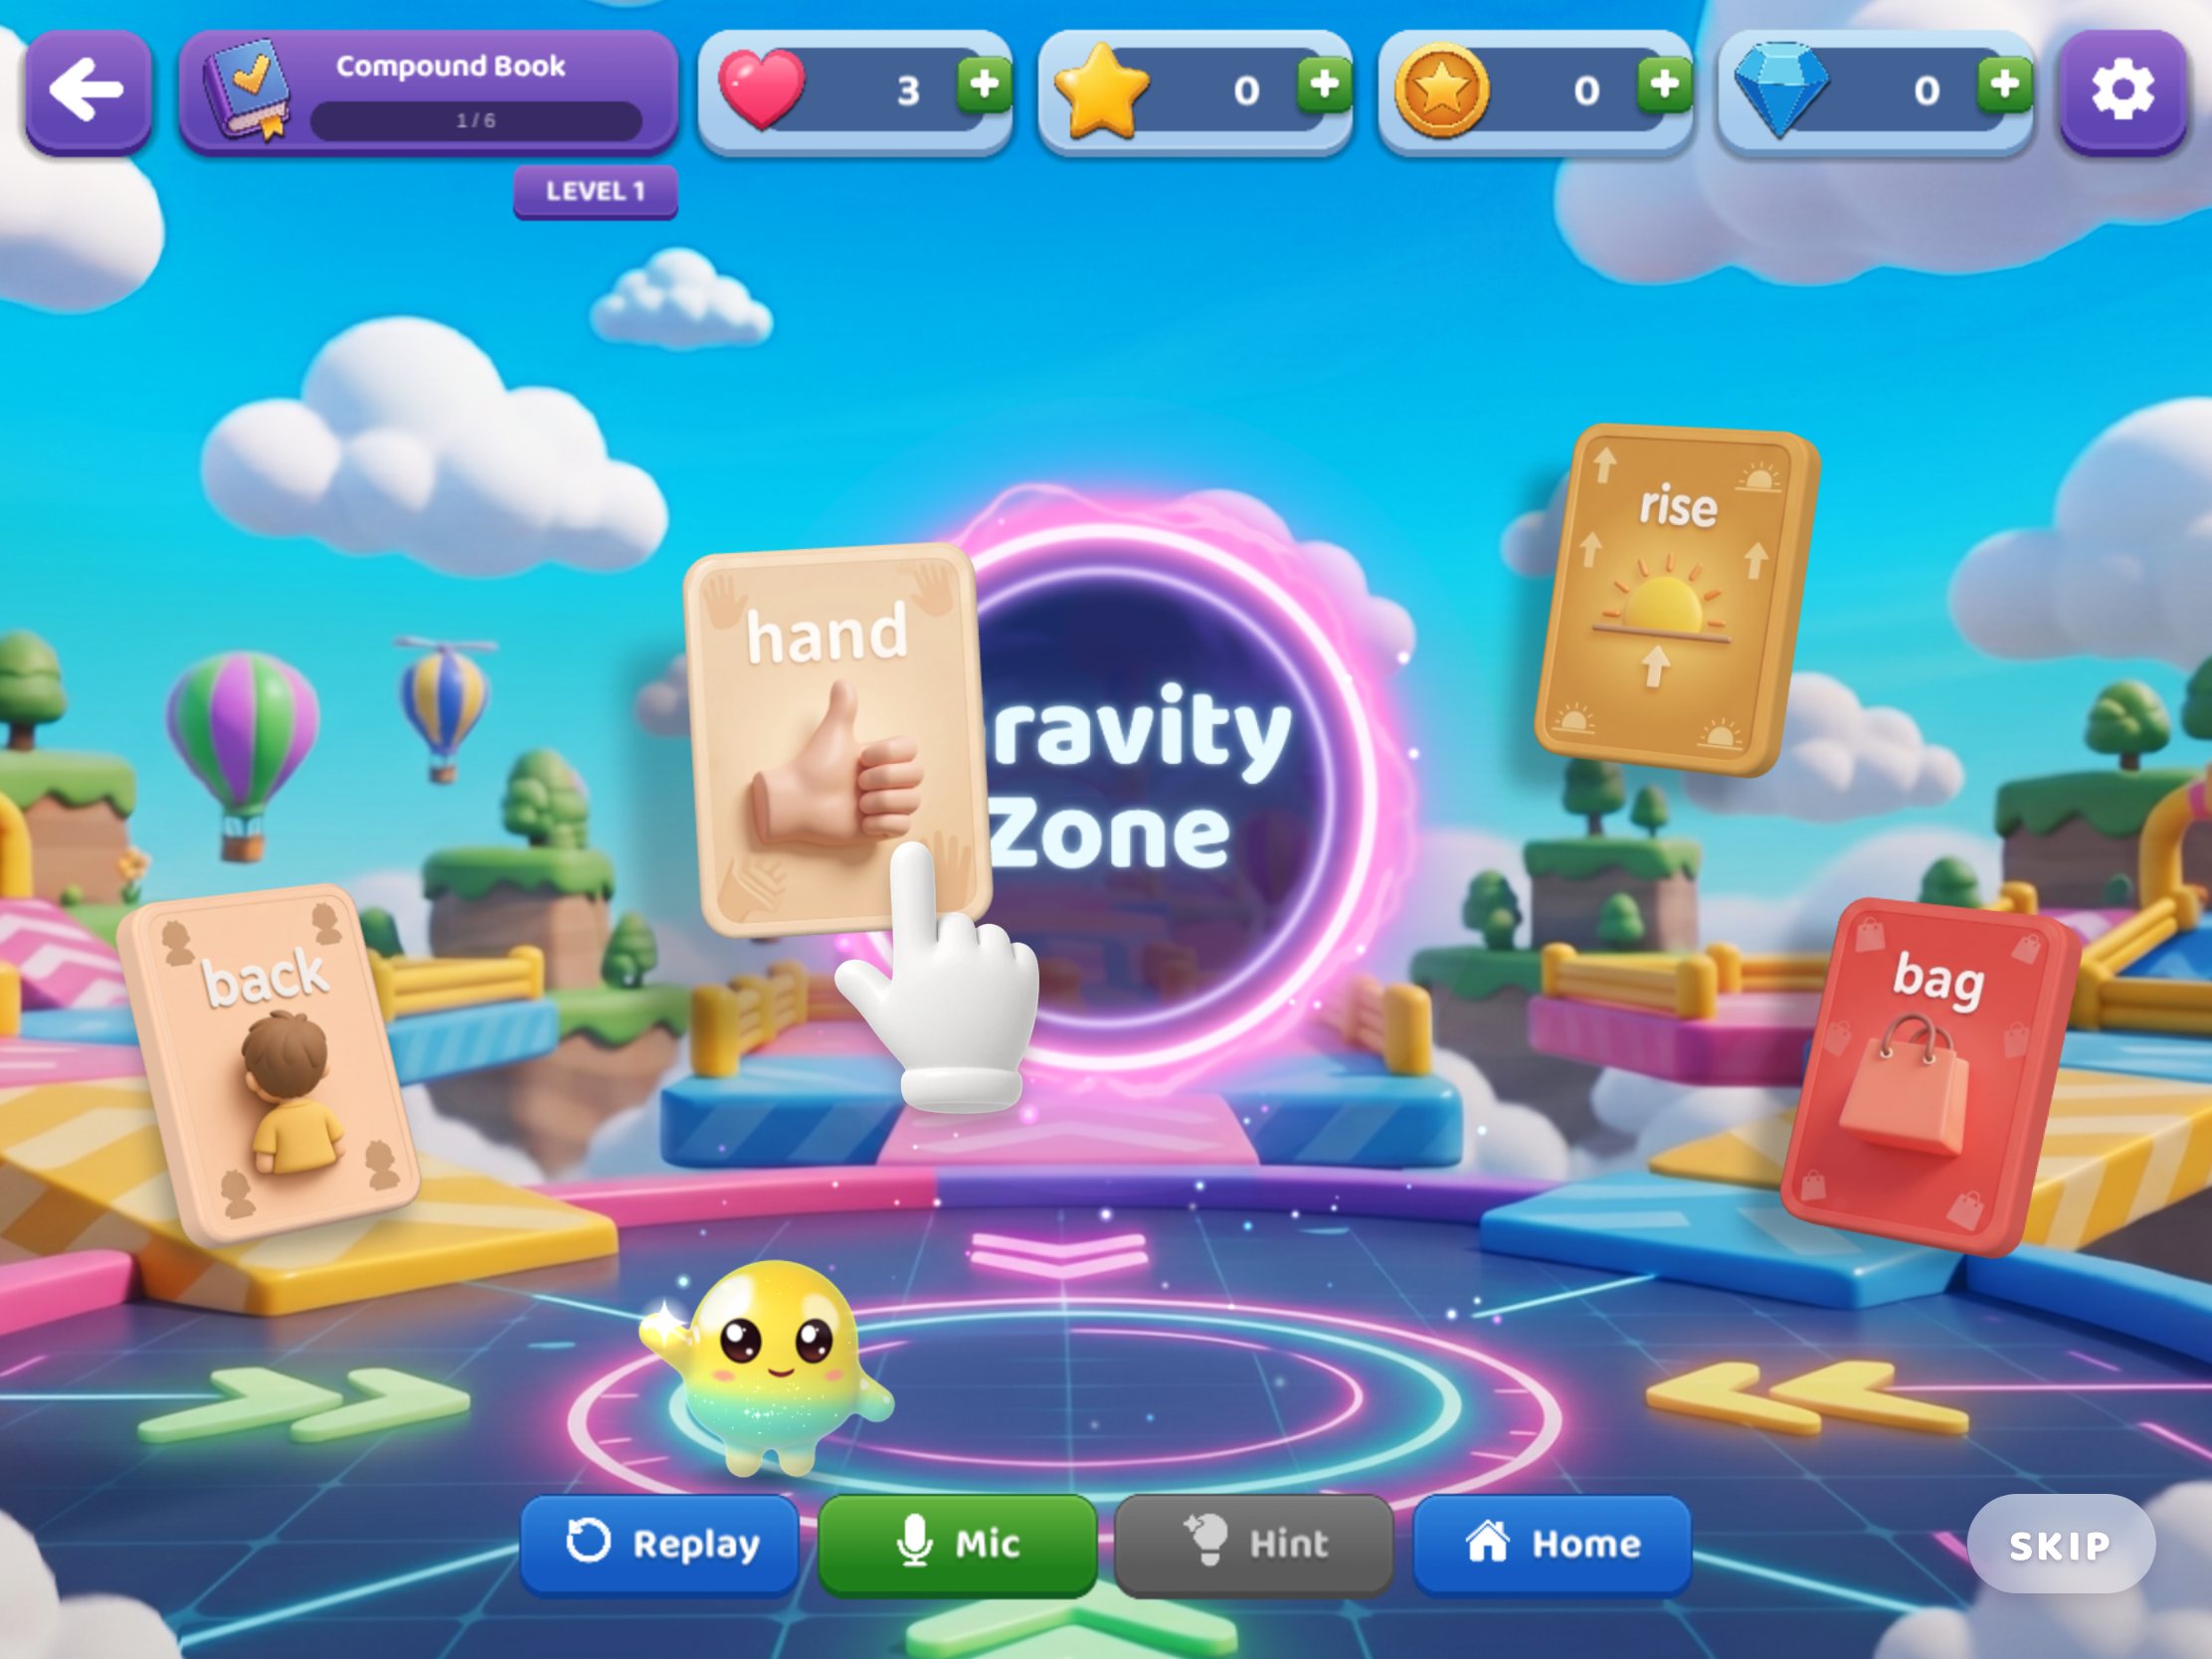 Compound Book
1 / 6
3
0
0
0
LEVEL 1
rise
hand
ravity
Zone
back
bag
Replay
Mic
Hint
Home
SKIP